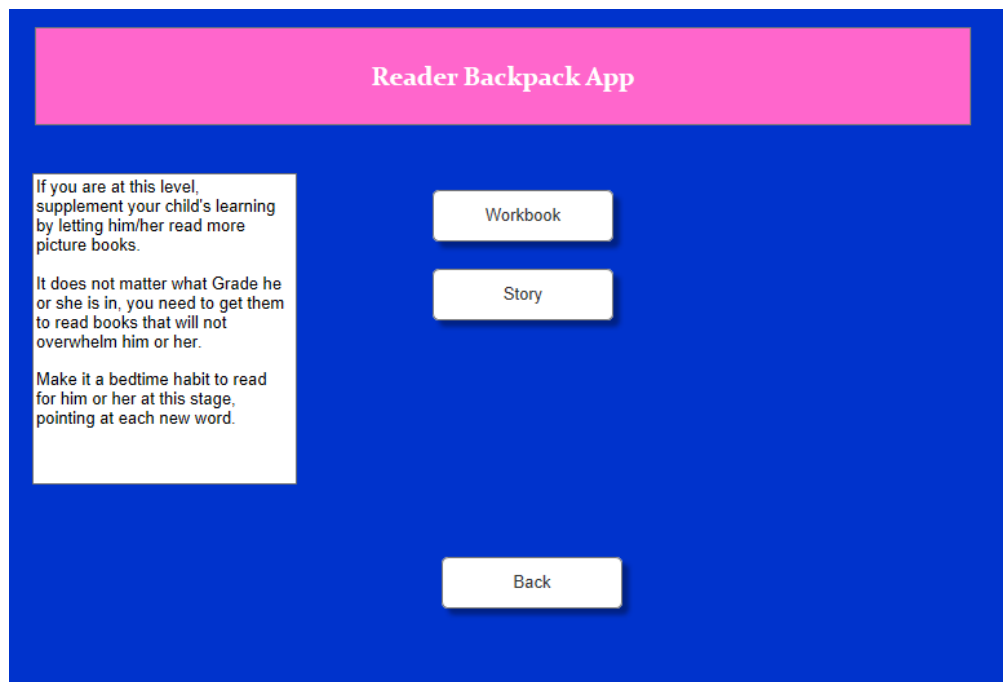 Reader Backpack App
If you are at this level,
supplement your child's learning
by letting him/her read more
picture books.
It does not matter what Grade he
or she is in, you need to get them
to read books that will not
overwhelm him or her.
Make it a bedtime habit to read
for him or her at this stage,
pointing at each new word.
Workbook
Story
Back